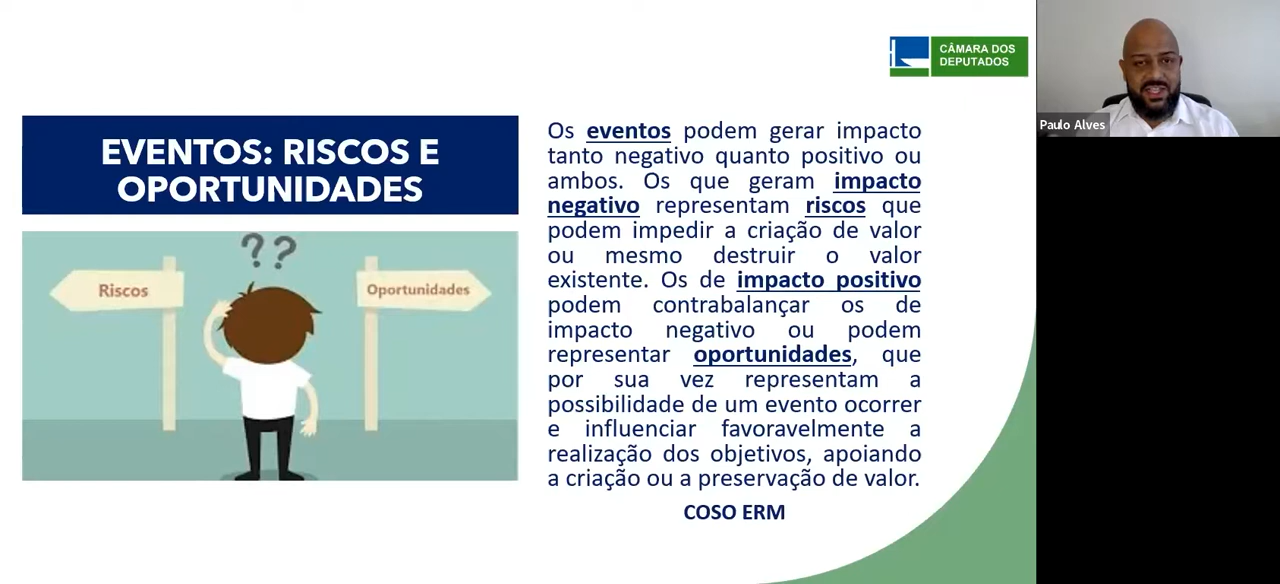 CÂMARA DOS
DEPUTADOS
Paulo Alves
EVENTOS: RISCOS E
OPORTUNIDADES
??
Riscos
Oportunidades
Os eventos podem gerar impacto
tanto negativo quanto positivo ou
ambos. Os que geram impacto
negativo representam riscos que
podem impedir a criação de valor
ou mesmo destruir o valor
existente. Os de impacto positivo
podem contrabalançar os de
impacto negativo ou podem
representar oportunidades, que
por sua vez representam a
possibilidade de um evento ocorrer
e influenciar favoravelmente a
realização dos objetivos, apoiando
a criação ou a preservação de valor.
COSO ERM